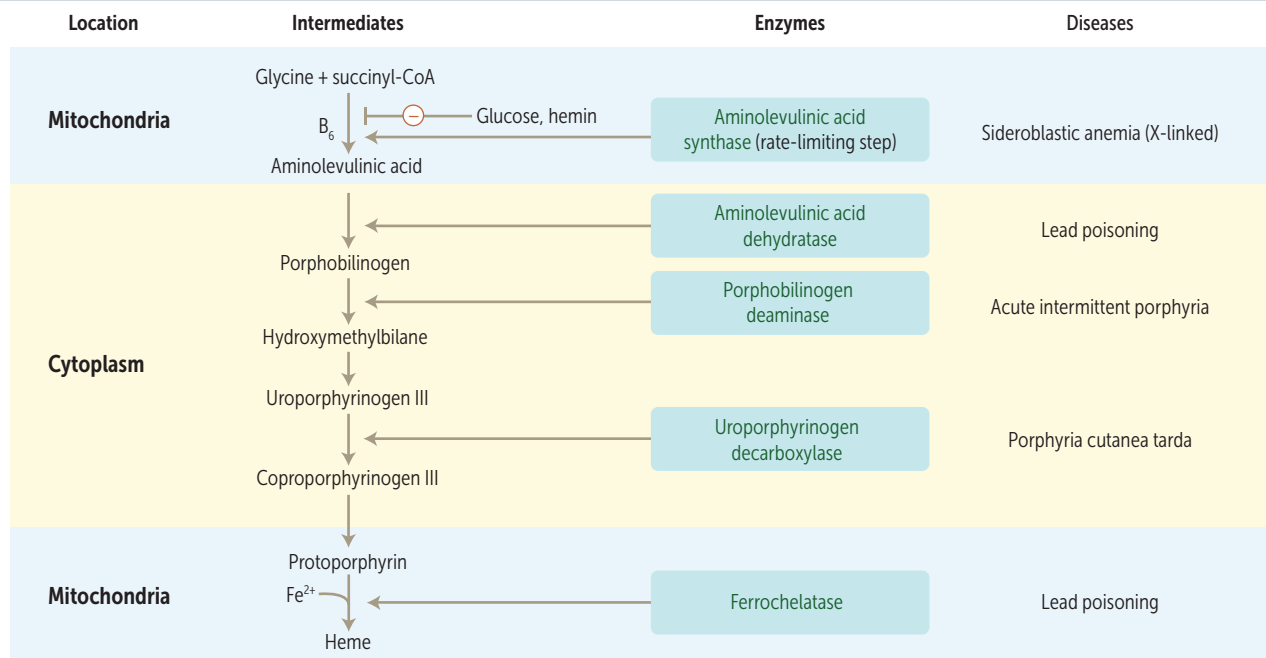 Location Intermediates Enzymes Diseases
Glycine + succinyl-CoA
Mitochondria
B₆
−
Glucose, hemin
Aminolevulinic acid
synthase (rate-limiting step)
Sideroblastic anemia (X-linked)
Aminolevulinic acid
Aminolevulinic acid
dehydratase
Lead poisoning
Porphobilinogen
Porphobilinogen
deaminase
Acute intermittent porphyria
Hydroxymethylbilane
Cytoplasm
Uroporphyrinogen III
Uroporphyrinogen
decarboxylase
Porphyria cutanea tarda
Coproporphyrinogen III
Protoporphyrin
Mitochondria
Fe²⁺
Ferrochelatase
Lead poisoning
Heme